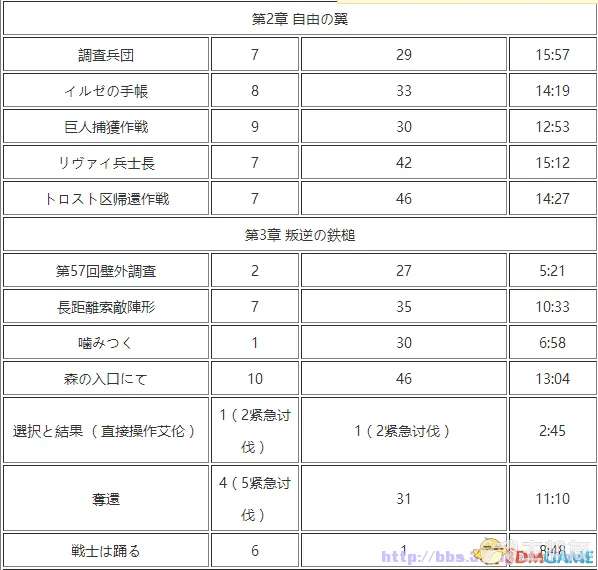 第2章 自由の翼
調査兵団 7 29 15:57
イルゼの手帳 8 33 14:19
巨人捕獲作戦 9 30 12:53
リヴァイ兵士長 7 42 15:12
トロスト区帰還作戦 7 46 14:27
第3章 叛逆の鉄槌
第57回壁外調査 2 27 5:21
長距離索敵陣形 7 35 10:33
噛みつく 1 30 6:58
森の入口にて 10 46 13:04
選択と結果（直接操作艾伦） 1（2紧急讨伐） 1（2紧急讨伐） 2:45
奪還 4（5紧急讨伐） 31 11:10
戦士は踊る 6 1 8:48
http://bbs.3
3DMGAME